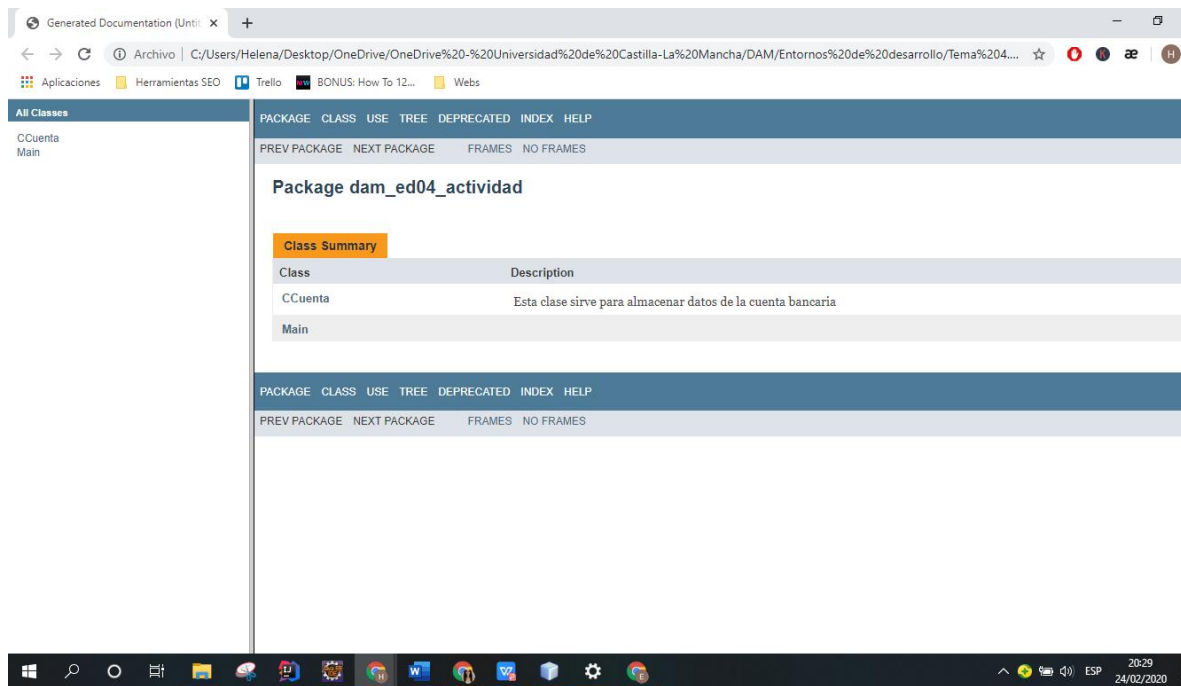 Generated Documentation (Untit
Archivo | C:/Users/Helena/Desktop/OneDrive/OneDrive%20-%20Universidad%20de%20Castilla-La%20Mancha/DAM/Entornos%20de%20desarrollo/Tema%204....
Aplicaciones Herramientas SEO Trello BONUS: How To 12... Webs
All Classes
CCuenta
Main
PACKAGE CLASS USE TREE DEPRECATED INDEX HELP
PREV PACKAGE NEXT PACKAGE FRAMES NO FRAMES
Package dam_ed04_actividad
Class Summary
Class Description
CCuenta Esta clase sirve para almacenar datos de la cuenta bancaria
Main
PACKAGE CLASS USE TREE DEPRECATED INDEX HELP
PREV PACKAGE NEXT PACKAGE FRAMES NO FRAMES
ESP 20:29
24/02/2020